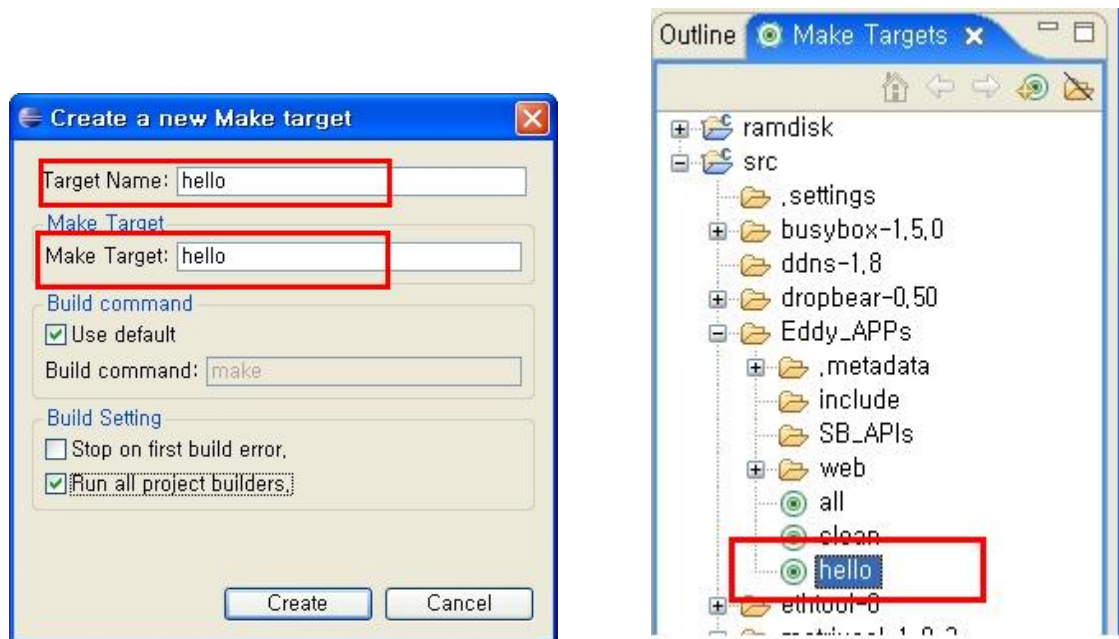 Create a new Make target
Target Name: hello
Make Target
Make Target: hello
Build command
Use default
Build command: make
Build Setting
Stop on first build error,
Run all project builders,
Create Cancel
Outline Make Targets
ramdisk
src
,settings
busybox-1,5,0
ddns-1,8
dropbear-0,50
Eddy_APPs
,metadata
include
SB_APIs
web
all
clean
hello
ethtool-6